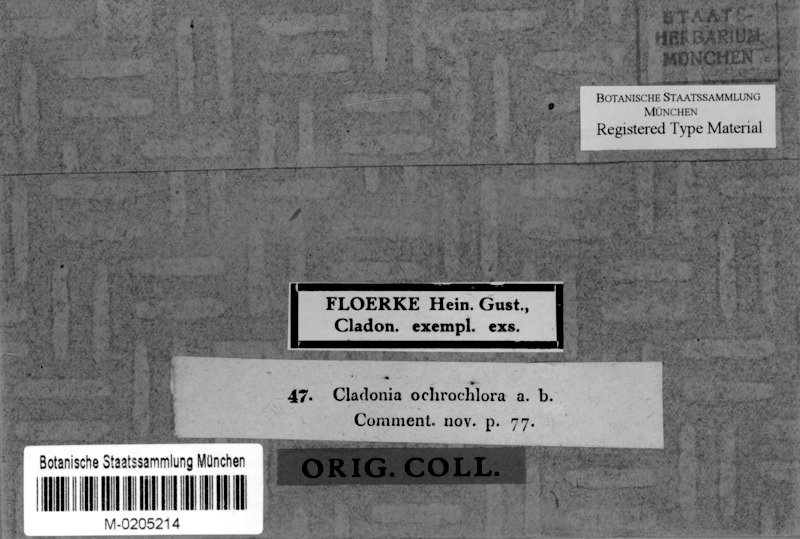 STAATS-
HERBARIUM
MÜNCHEN
BOTANISCHE STAATSSAMMLUNG
MÜNCHEN
Registered Type Material
FLOERKE Hein. Gust.,
Cladon. exempl. exs.
47. Cladonia ochrochlora a. b.
Comment. nov. p. 77.
ORIG. COLL.
Botanische Staatssammlung München
M-0205214